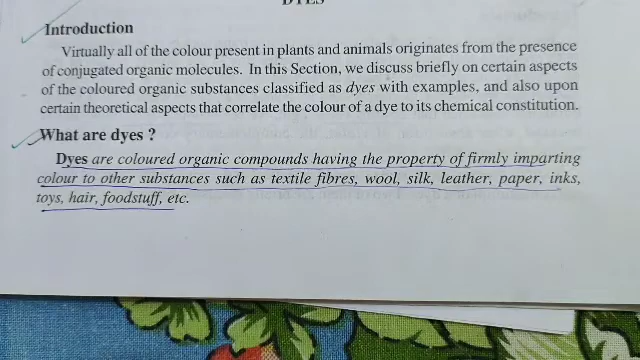 DYES
Introduction
Virtually all of the colour present in plants and animals originates from the presence
of conjugated organic molecules. In this Section, we discuss briefly on certain aspects
of the coloured organic substances classified as dyes with examples, and also upon
certain theoretical aspects that correlate the colour of a dye to its chemical constitution.
What are dyes ?
Dyes are coloured organic compounds having the property of firmly imparting
colour to other substances such as textile fibres, wool, silk, leather, paper, inks,
toys, hair, foodstuff, etc.